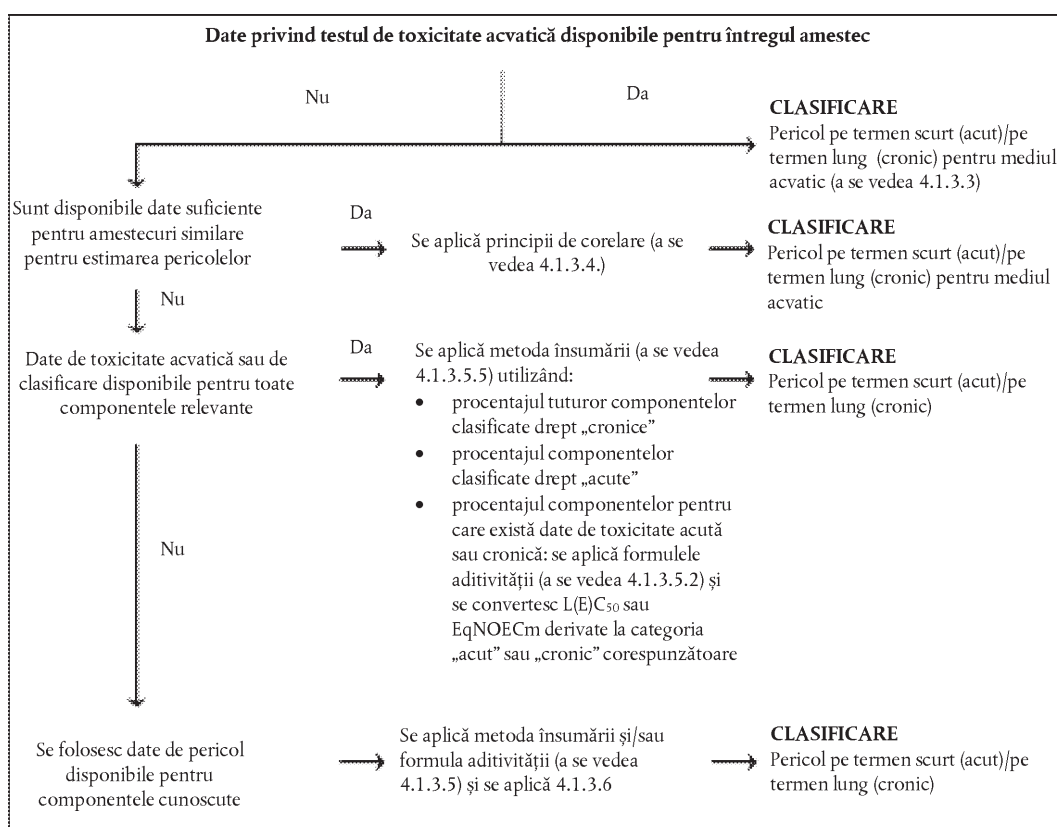 Date privind testul de toxicitate acvatică disponibile pentru întregul amestec
Nu
Da
CLASIFICARE
Pericol pe termen scurt (acut)/pe
termen lung (cronic) pentru mediul
acvatic (a se vedea 4.1.3.3)
Sunt disponibile date suficiente
pentru amestecuri similare
pentru estimarea pericolelor
Da
Se aplică principii de corelare (a se
vedea 4.1.3.4.)
CLASIFICARE
Pericol pe termen scurt (acut)/pe
termen lung (cronic) pentru mediul
acvatic
Nu
Date de toxicitate acvatică sau de
clasificare disponibile pentru toate
componentele relevante
Da
Se aplică metoda însumării (a se vedea
4.1.3.5.5) utilizând:
• procentajul tuturor componentelor
clasificate drept „cronice”
• procentajul componentelor
clasificate drept „acute”
• procentajul componentelor pentru
care există date de toxicitate acută
sau cronică: se aplică formulele
aditivității (a se vedea 4.1.3.5.2) și
se convertesc L(E)C₅₀ sau
EqNOECm derivate la categoria
„acut” sau „cronic” corespunzătoare
CLASIFICARE
Pericol pe termen scurt (acut)/pe
termen lung (cronic)
Nu
Se folosesc date de pericol
disponibile pentru
componentele cunoscute
Se aplică metoda însumării și/sau
formula aditivității (a se vedea
4.1.3.5) și se aplică 4.1.3.6
CLASIFICARE
Pericol pe termen scurt (acut)/pe
termen lung (cronic)